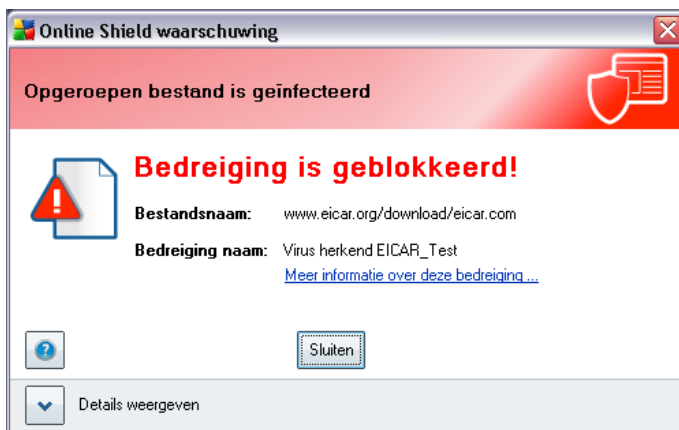 Online Shield waarschuwing
Opgeroepen bestand is geïnfecteerd
Bedreiging is geblokkeerd!
Bestandsnaam: www.eicar.org/download/eicar.com
Bedreiging naam: Virus herkend EICAR_Test
Meer informatie over deze bedreiging ...
Sluiten
Details weergeven